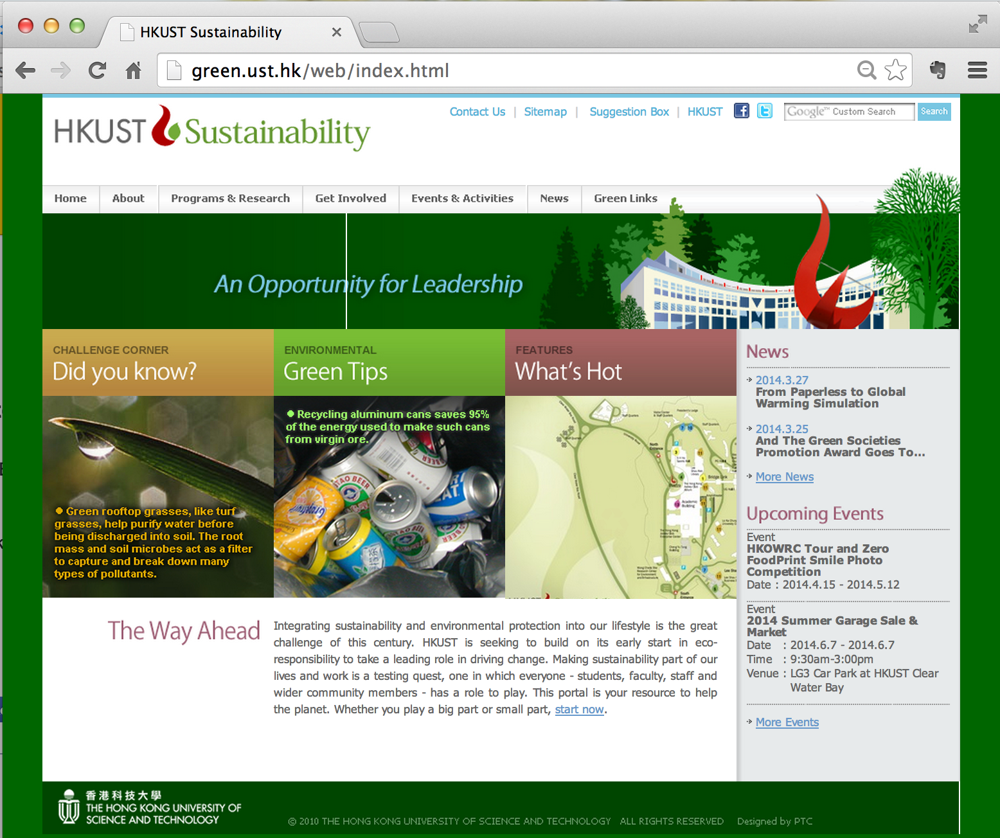 HKUST Sustainability
green.ust.hk/web/index.html
HKUST Sustainability
Contact Us | Sitemap | Suggestion Box | HKUST
Google™ Custom Search
Search
Home
About
Programs & Research
Get Involved
Events & Activities
News
Green Links
An Opportunity for Leadership
CHALLENGE CORNER
Did you know?
Green rooftop grasses, like turf
grasses, help purify water before
being discharged into soil. The root
mass and soil microbes act as a filter
to capture and break down many
types of pollutants.
ENVIRONMENTAL
Green Tips
Recycling aluminum cans saves 95%
of the energy used to make such cans
from virgin ore.
FEATURES
What's Hot
News
2014.3.27
From Paperless to Global
Warming Simulation
2014.3.25
And The Green Societies
Promotion Award Goes To...
More News
Upcoming Events
Event
HKOWRC Tour and Zero
FoodPrint Smile Photo
Competition
Date : 2014.4.15 - 2014.5.12
Event
2014 Summer Garage Sale &
Market
Date : 2014.6.7 - 2014.6.7
Time : 9:30am-3:00pm
Venue : LG3 Car Park at HKUST Clear
Water Bay
More Events
The Way Ahead
Integrating sustainability and environmental protection into our lifestyle is the great
challenge of this century. HKUST is seeking to build on its early start in eco-
responsibility to take a leading role in driving change. Making sustainability part of our
lives and work is a testing quest, one in which everyone - students, faculty, staff and
wider community members - has a role to play. This portal is your resource to help
the planet. Whether you play a big part or small part, start now.
香港科技大學
THE HONG KONG UNIVERSITY OF
SCIENCE AND TECHNOLOGY
© 2010 THE HONG KONG UNIVERSITY OF SCIENCE AND TECHNOLOGY ALL RIGHTS RESERVED Designed by PTC